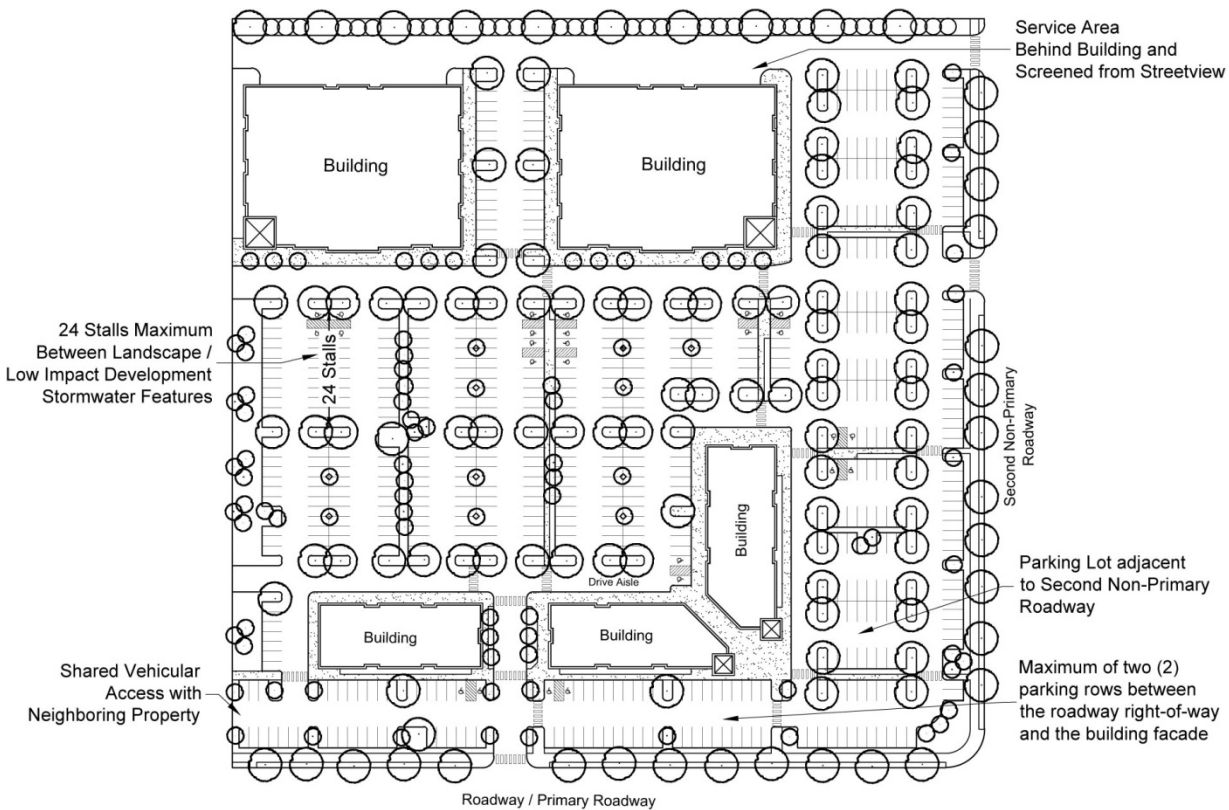 Service Area
Behind Building and
Screened from Streetview
Building
Building
24 Stalls Maximum
Between Landscape /
Low Impact Development
Stormwater Features
24 Stalls
Second Non-Primary
Roadway
Building
Drive Aisle
Parking Lot adjacent
to Second Non-Primary
Roadway
Building
Building
Shared Vehicular
Access with
Neighboring Property
Maximum of two (2)
parking rows between
the roadway right-of-way
and the building facade
Roadway / Primary Roadway